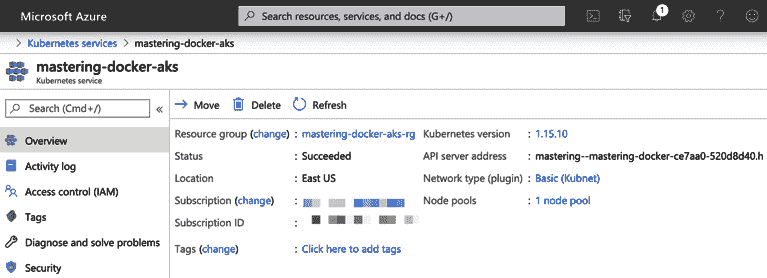 Microsoft Azure
Search resources, services, and docs (G+/)
1
Kubernetes services
mastering-docker-aks
mastering-docker-aks
Kubernetes service
Search (Cmd+/)
Overview
Activity log
Access control (IAM)
Tags
Diagnose and solve problems
Security
Move
Delete
Refresh
Resource group (change) : mastering-docker-aks-rg
Status : Succeeded
Location : East US
Subscription (change) :
Subscription ID :
Tags (change) : Click here to add tags
Kubernetes version : 1.15.10
API server address : mastering--mastering-docker-ce7aa0-520d8d40.h
Network type (plugin) : Basic (Kubnet)
Node pools : 1 node pool